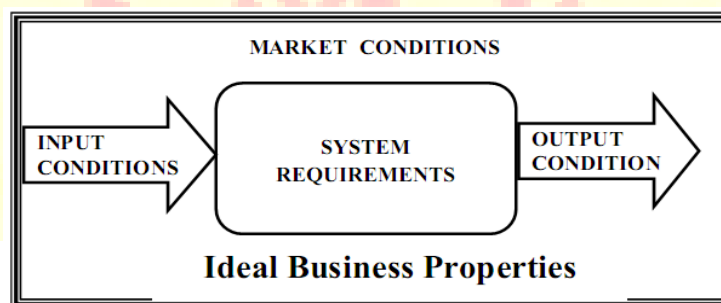 MARKET CONDITIONS
INPUT
CONDITIONS
SYSTEM
REQUIREMENTS
OUTPUT
CONDITION
Ideal Business Properties